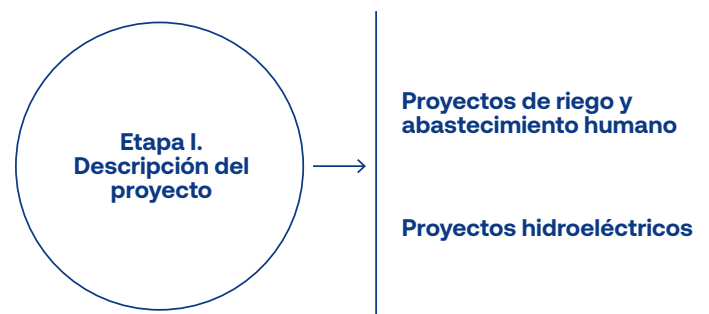 Etapa I.
Descripción del
proyecto
Proyectos de riego y
abastecimiento humano
Proyectos hidroeléctricos